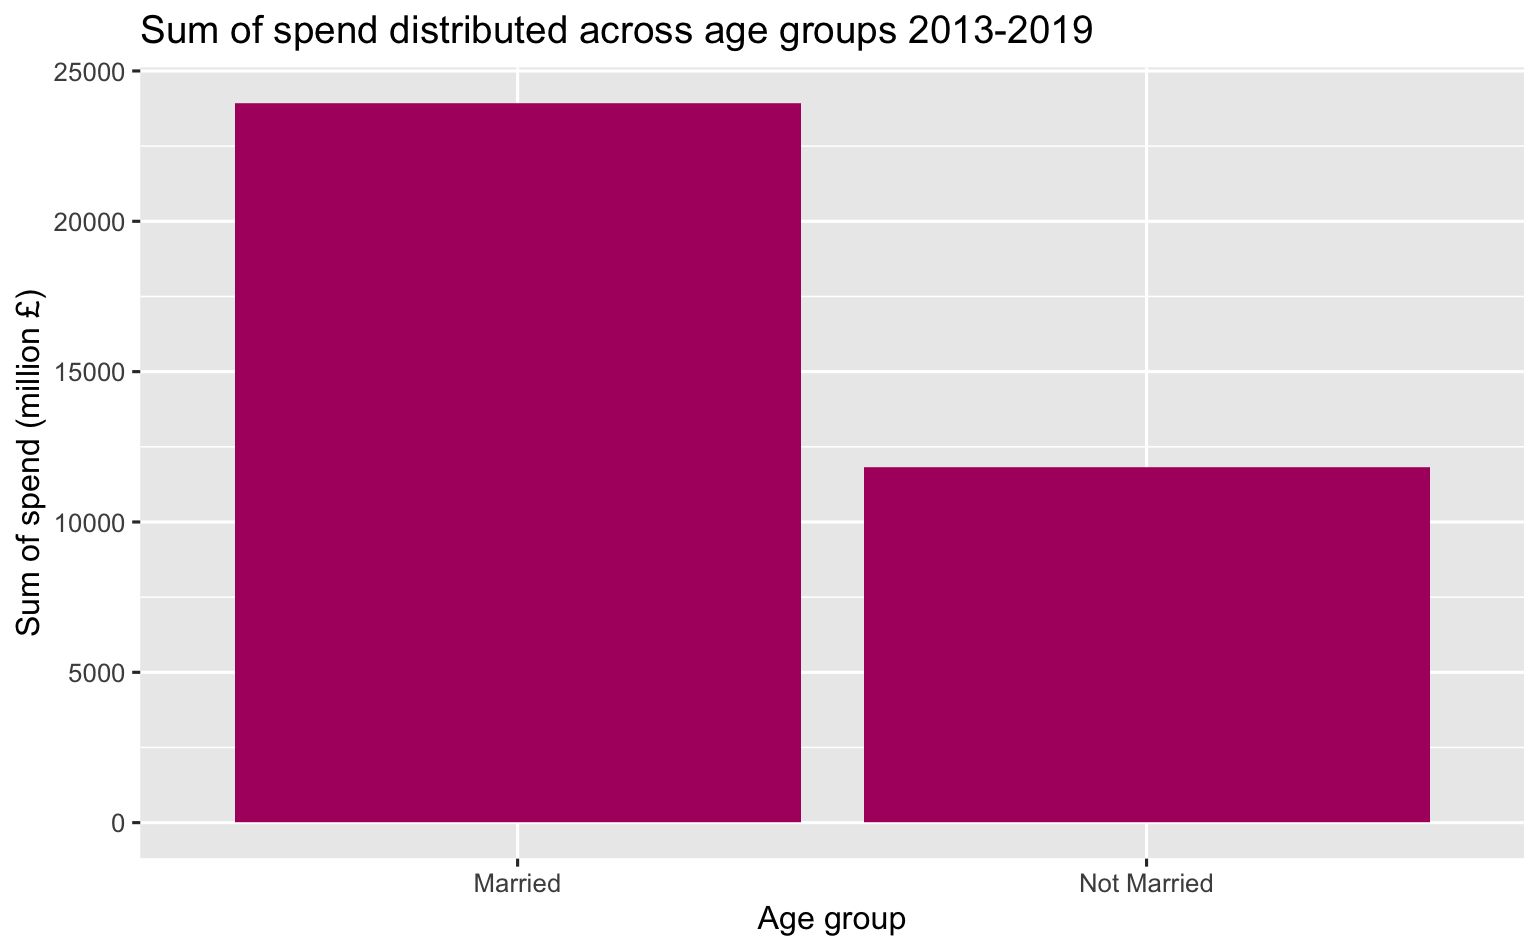 Sum of spend distributed across age groups 2013-2019
25000
20000
15000
10000
5000
0
Sum of spend (million £)
Married
Not Married
Age group